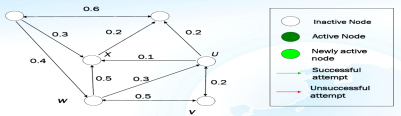 0.6
0.3
0.2
0.2
X
U
0.4
0.1
0.5
0.3
0.2
W
0.5
V
Inactive Node
Active Node
Newly active
node
Successful
attempt
Unsuccessful
attempt